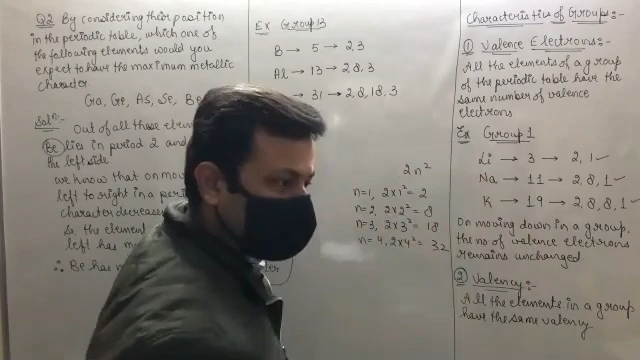 Q2 By considering their position
in the periodic table, which one of
the following elements would you
expect to have the maximum metallic
character
Ga, Ge, As, Se, Be
Soln: Out of all these
Be lies in period 2 and
the left side
we know that on
left to right in a
character
So, the element
left has
∴ Be has
Ex Group 13
B → 5 → 2,3
Al → 13 → 2,8,3
→ 31 → 2,8,18,3
2n²
n=1, 2×1² = 2
n=2, 2×2² = 8
n=3, 2×3² = 18
n=4, 2×4² = 32
Characteristics of Groups
1 Valence Electrons:-
All the elements of a group
of the periodic table have the
same number of valence
electrons
Ex Group 1
Li → 3 → 2, 1 ✓
Na → 11 → 2,8,1 ✓
K → 19 → 2,8,8,1 ✓
On moving down in a group,
the no of valence electrons
remains unchanged
2 Valency:-
All the elements in a group
have the same valency